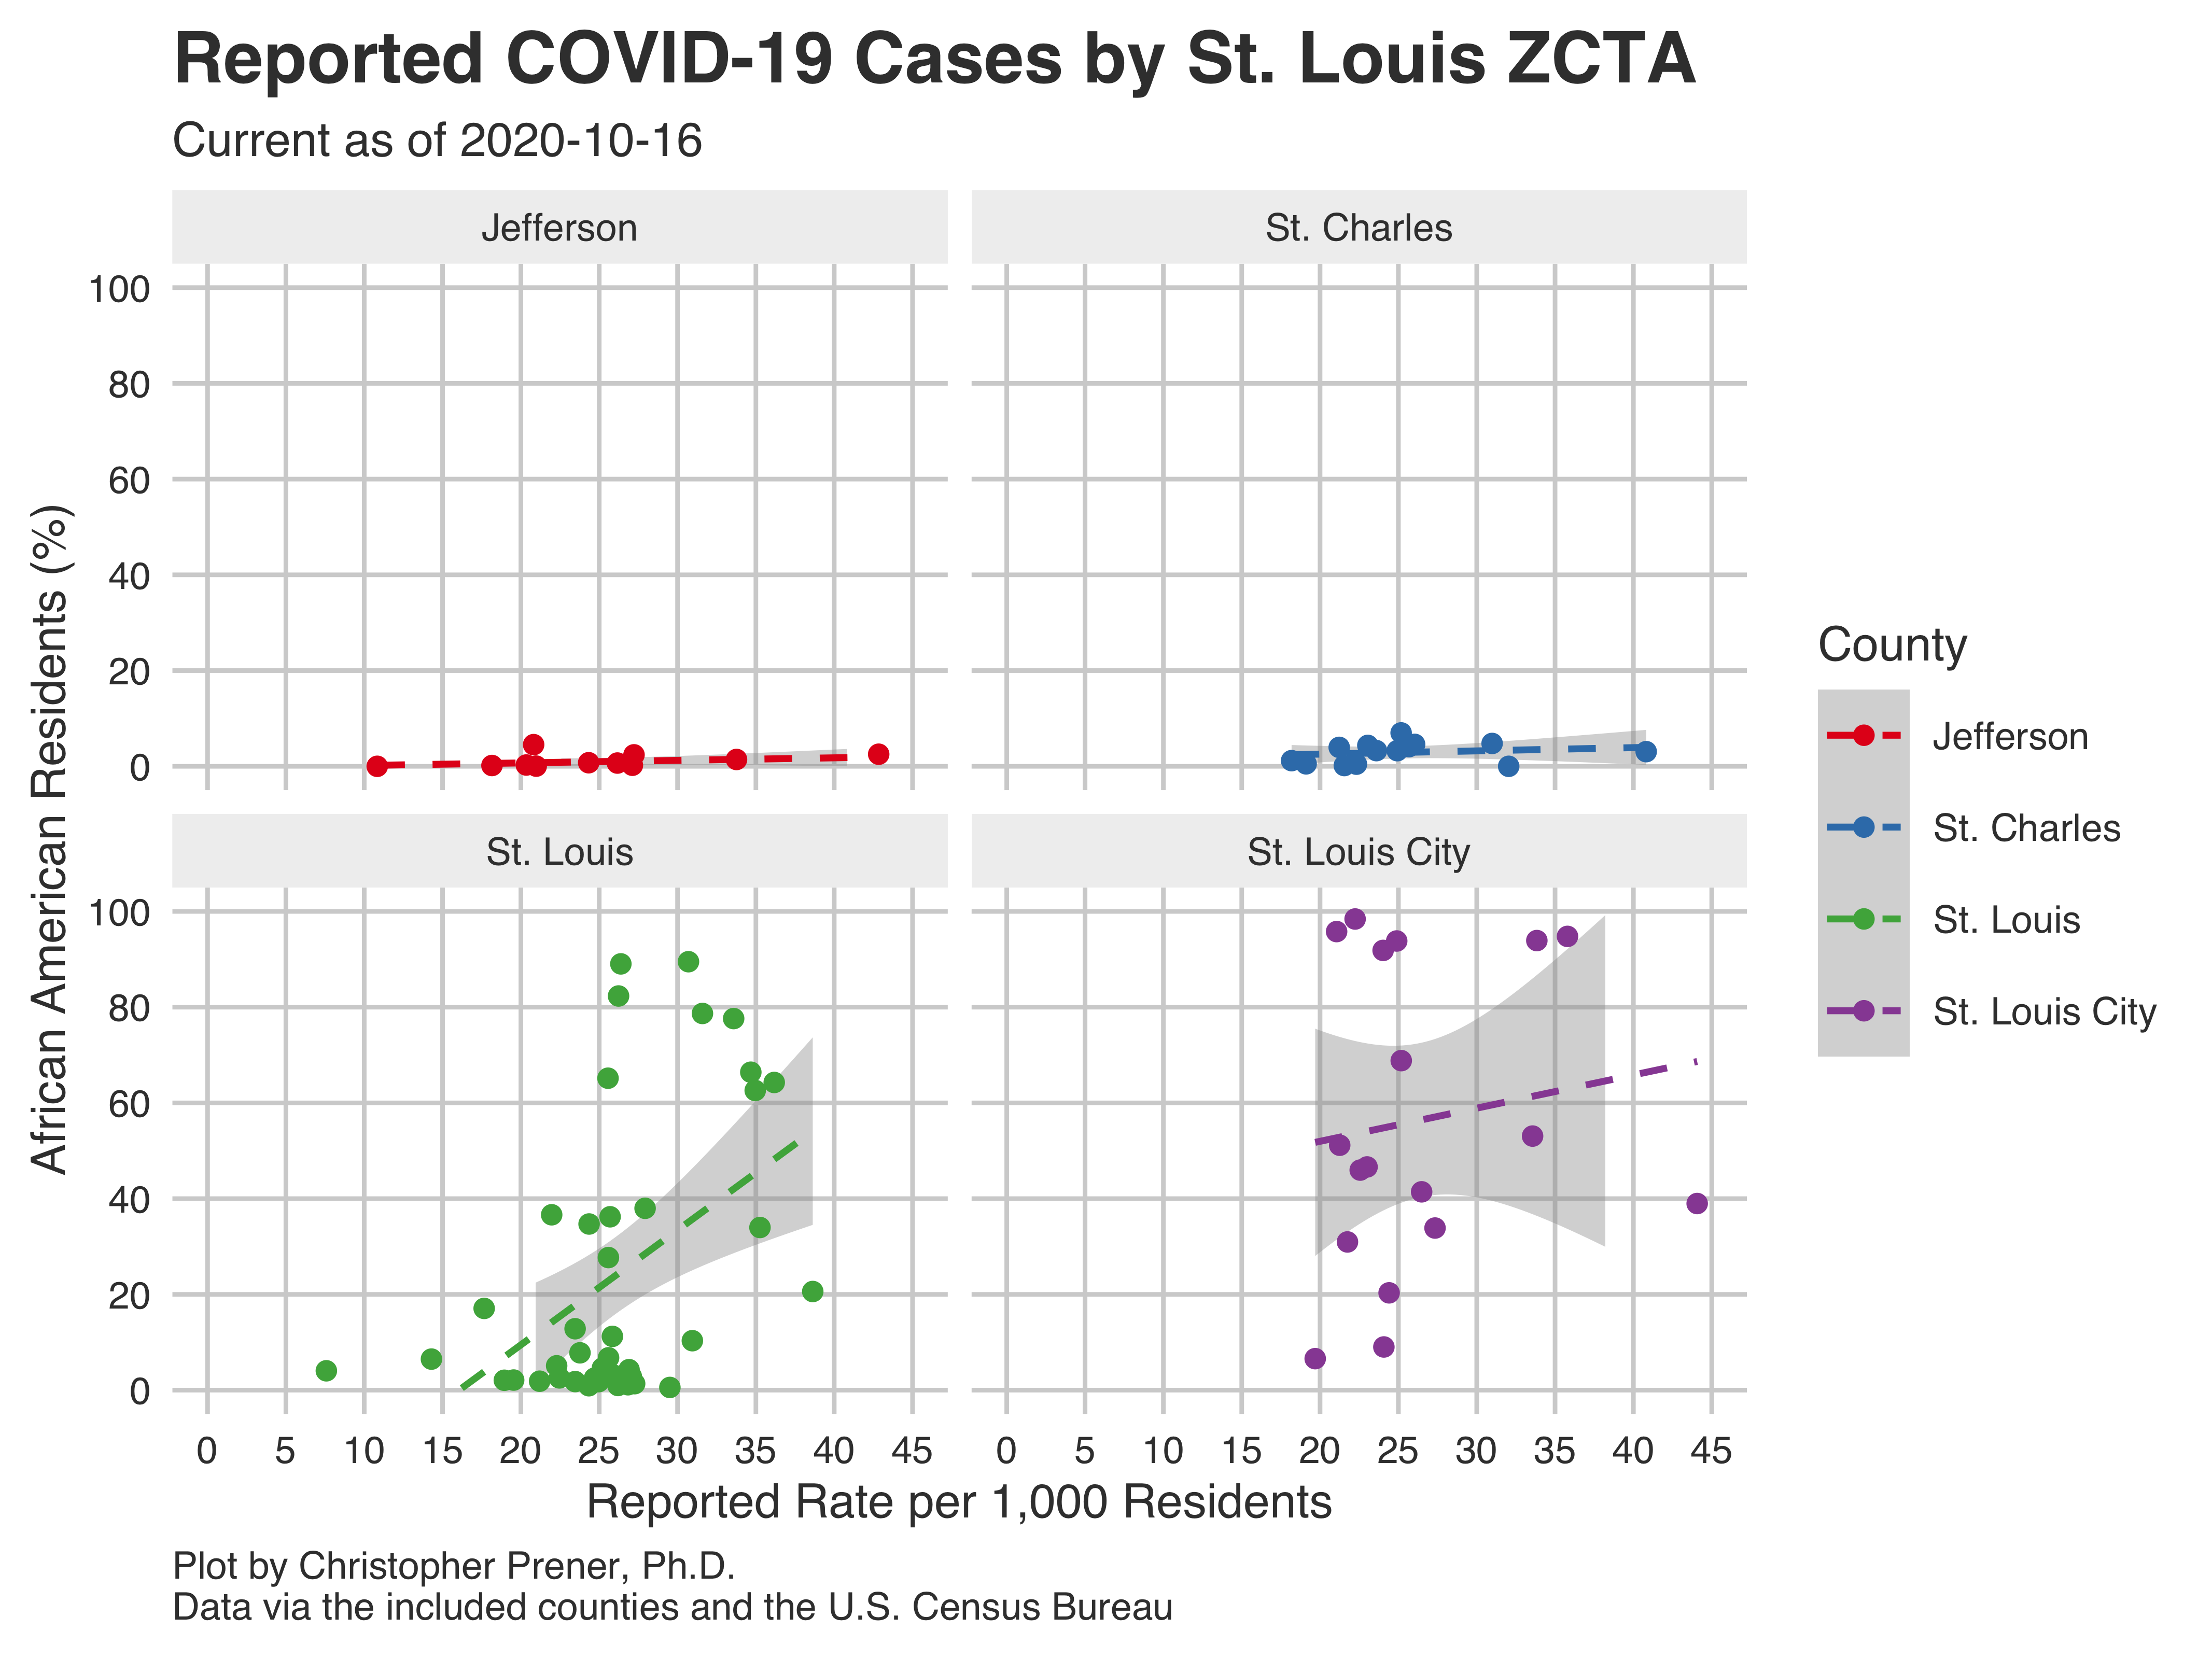 Reported COVID-19 Cases by St. Louis ZCTA
Current as of 2020-10-16
Jefferson
St. Charles
100
80
60
40
20
0
St. Louis
St. Louis City
100
80
60
40
20
0
0 5 10 15 20 25 30 35 40 45
0 5 10 15 20 25 30 35 40 45
African American Residents (%)
Reported Rate per 1,000 Residents
County
Jefferson
St. Charles
St. Louis
St. Louis City
Plot by Christopher Prener, Ph.D.
Data via the included counties and the U.S. Census Bureau